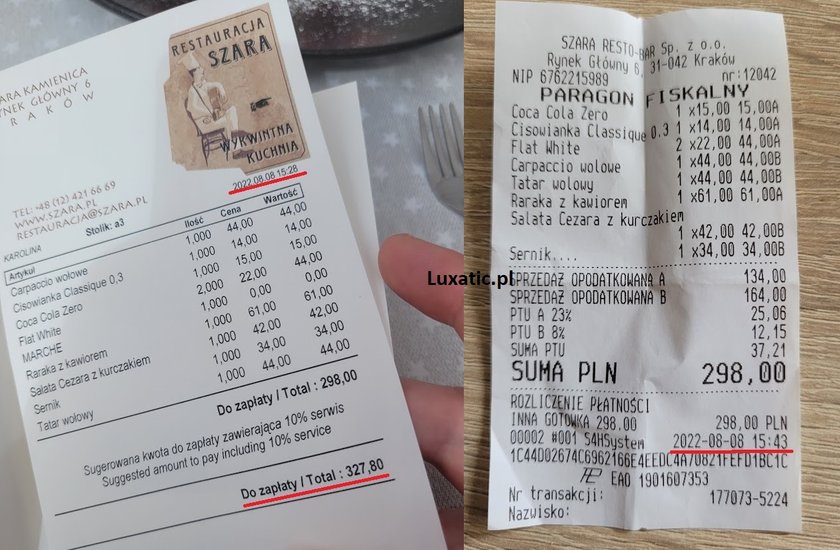 RESTAURACJA
SZARA
WYKWINTNA
KUCHNIA
KAMIENICA
RYNEK GŁÓWNY 6
KRAKÓW
TEL: +48 (12) 421 66 69
WWW.SZARA.PL
RESTAURACJA@SZARA.PL
2022.08.08 15:28
KAROLINA Stolik: a3
Artykuł Ilość Cena Wartość
Carpaccio wołowe 1,000 44,00 44,00
Cisowianka Classique 0,3 1,000 14,00 14,00
Coca Cola Zero 1,000 15,00 15,00
Flat White 2,000 22,00 44,00
MARCHE 1,000 0,00 0,00
Raraka z kawiorem 1,000 61,00 61,00
Salata Cezara z kurczakiem 1,000 42,00 42,00
Sernik 1,000 34,00 34,00
Tatar wołowy 1,000 44,00 44,00
Do zapłaty / Total : 298,00
Sugerowana kwota do zapłaty zawierająca 10% serwis
Suggested amount to pay including 10% service
Do zapłaty / Total : 327,80
Luxatic.pl
SZARA RESTO-BAR Sp. z o.o.
Rynek Główny 6, 31-042 Kraków
NIP 6762215989 nr:12042
PARAGON FISKALNY
Coca Cola Zero 1 x15,00 15,00A
Cisowianka Classique 0.3 1 x14,00 14,00A
Flat White 2 x22,00 44,00A
Carpaccio wolowe 1 x44,00 44,00B
Tatar wolowy 1 x44,00 44,00B
Raraka z kawiorem 1 x61,00 61,00A
Salata Cezara z kurczakiem
1 x42,00 42,00B
Sernik.... 1 x34,00 34,00B
SPRZEDAŻ OPODATKOWANA A 134,00
SPRZEDAŻ OPODATKOWANA B 164,00
PTU A 23% 25,06
PTU B 8% 12,15
SUMA PTU 37,21
SUMA PLN 298,00
ROZLICZENIE PŁATNOŚCI
INNA GOTÓWKA 298.00 298,00 PLN
00002 #001 S4HSystem 2022-08-08 15:43
EAO 1901607353
Nr transakcji: 177073-5224
Nazwisko: